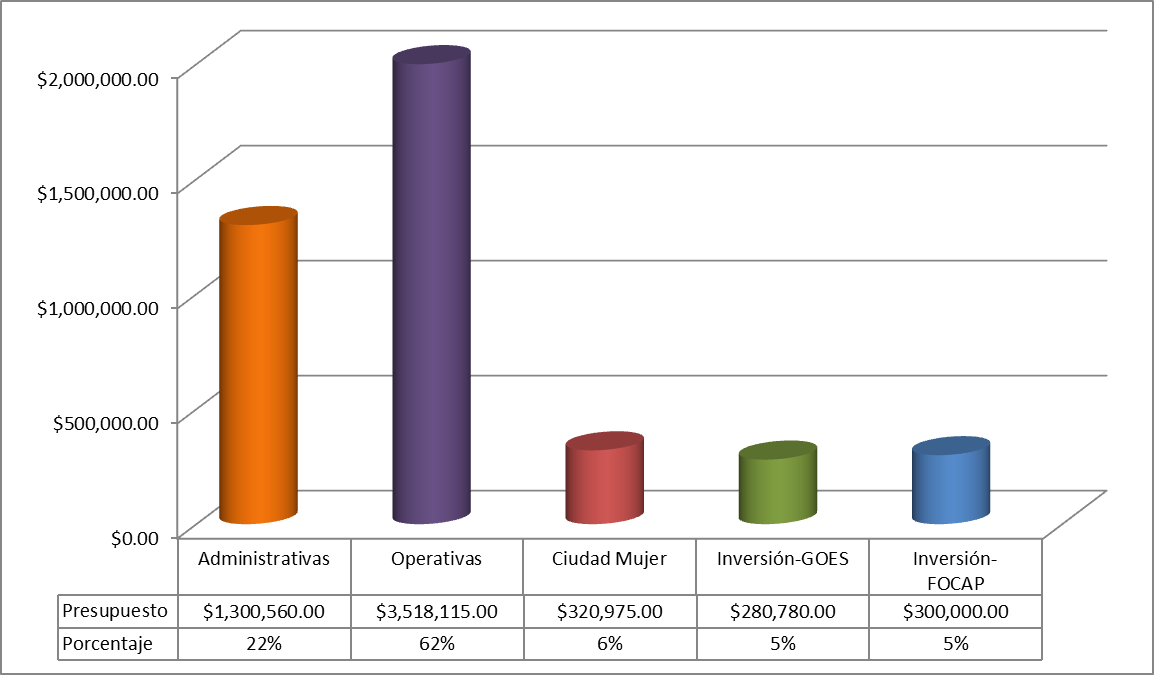 $2,000,000.00
$1,500,000.00
$1,000,000.00
$500,000.00
$0.00
Administrativas Operativas Ciudad Mujer Inversión-GOES Inversión-
FOCAP
Presupuesto $1,300,560.00 $3,518,115.00 $320,975.00 $280,780.00 $300,000.00
Porcentaje 22% 62% 6% 5% 5%